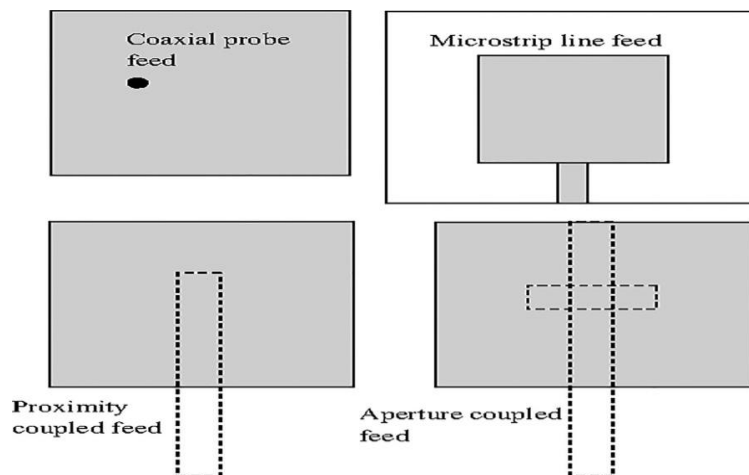 Coaxial probe
feed
Microstrip line feed
Proximity
coupled feed
Aperture coupled
feed